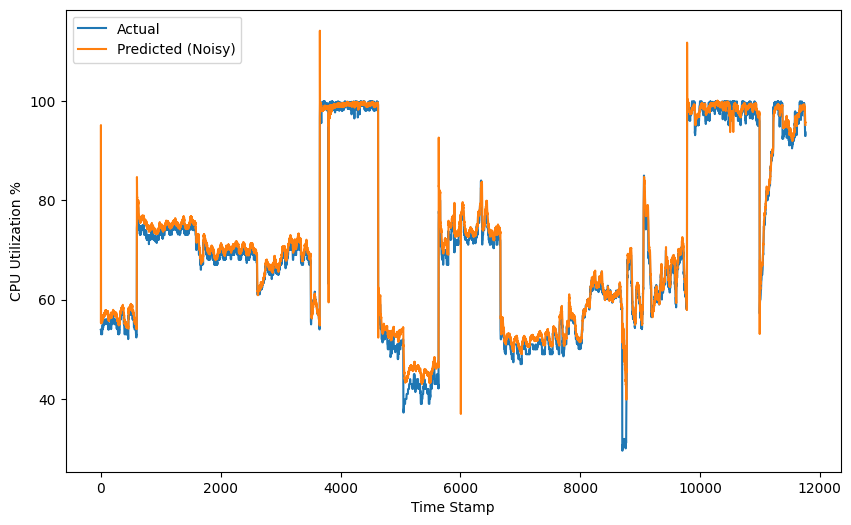 Actual
Predicted (Noisy)
CPU Utilization %
100
80
60
40
0 2000 4000 6000 8000 10000 12000
Time Stamp